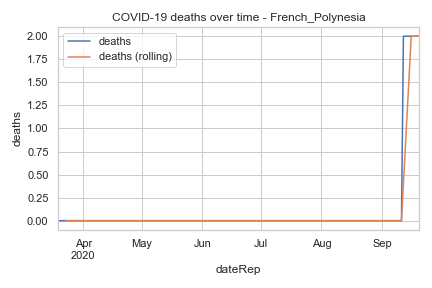 COVID-19 deaths over time - French_Polynesia
deaths
deaths (rolling)
2.00
1.75
1.50
1.25
1.00
0.75
0.50
0.25
0.00
deaths
Apr
2020
May
Jun
Jul
Aug
Sep
dateRep